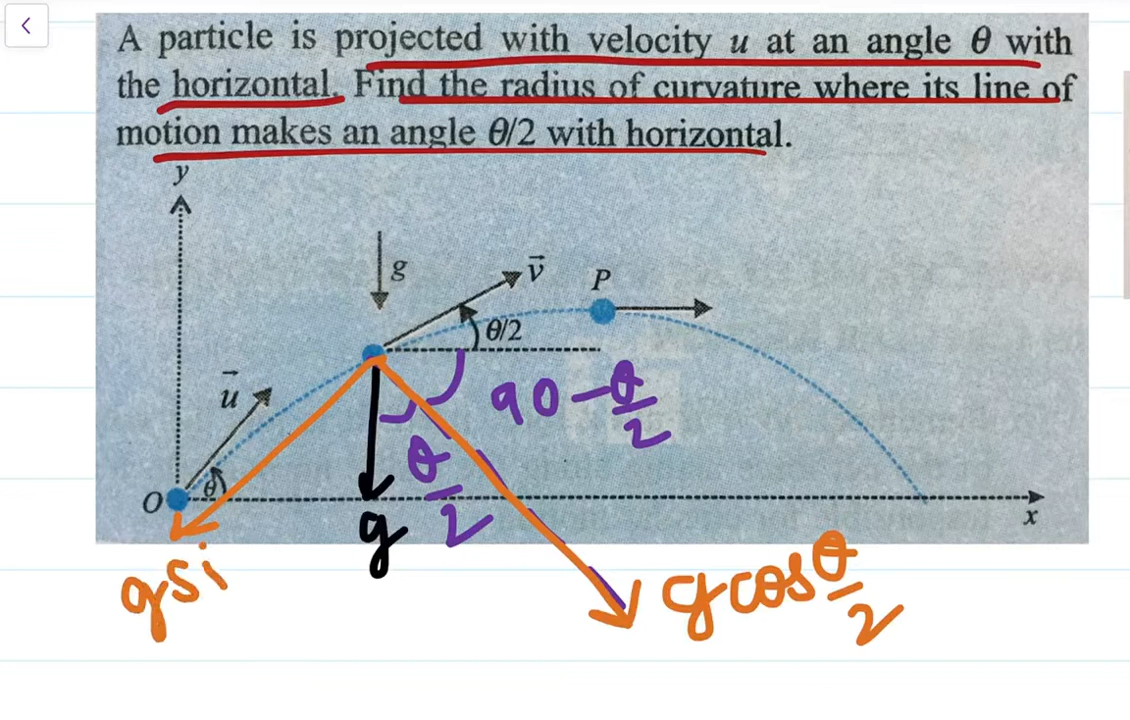 A particle is projected with velocity u at an angle θ with
the horizontal. Find the radius of curvature where its line of
motion makes an angle θ/2 with horizontal.
y
g
v⃗
P
θ/2
u⃗
90-θ/2
θ/2
θ
O
x
g
g si
g cos θ/2